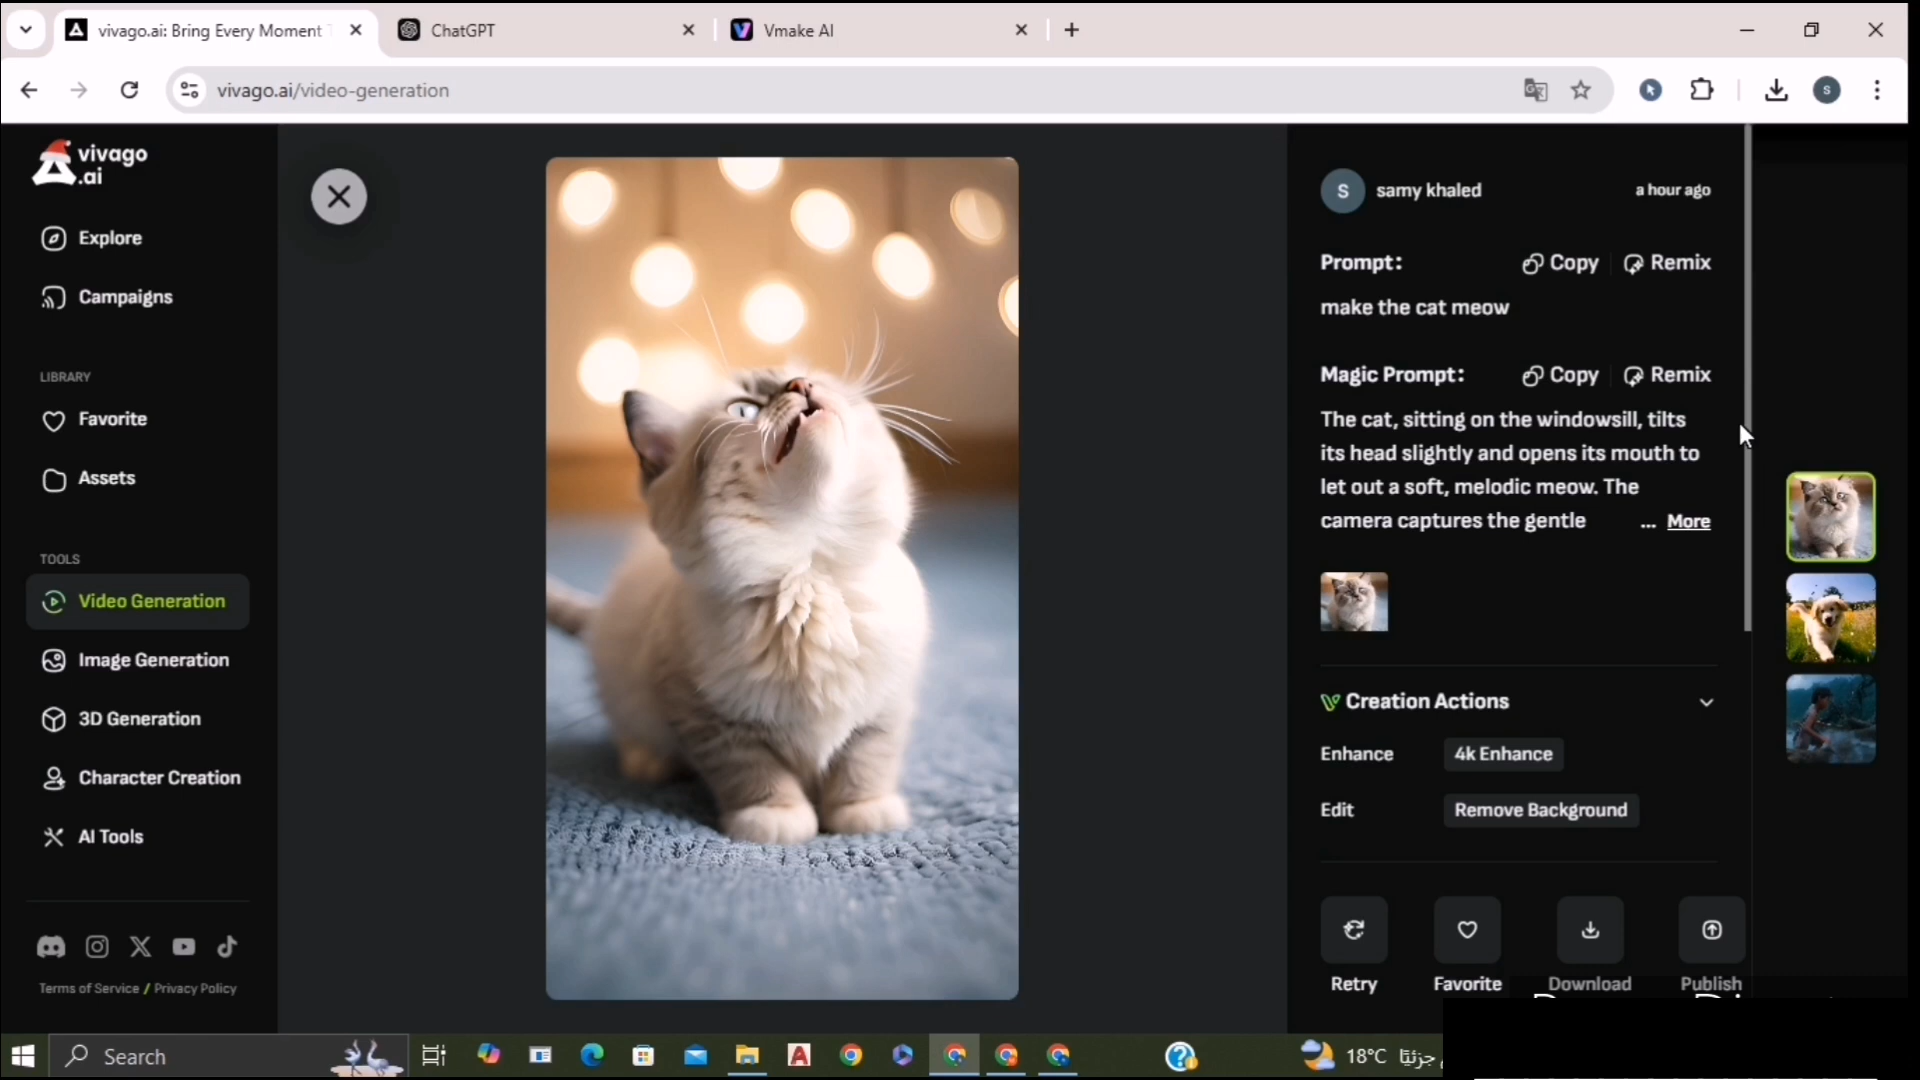 vivago.ai: Bring Every Moment
ChatGPT
Vmake AI
vivago.ai/video-generation
S
vivago
.ai
Explore
Campaigns
LIBRARY
Favorite
Assets
TOOLS
Video Generation
Image Generation
3D Generation
Character Creation
AI Tools
Terms of Service / Privacy Policy
S samy khaled a hour ago
Prompt: Copy Remix
make the cat meow
Magic Prompt: Copy Remix
The cat, sitting on the windowsill, tilts
its head slightly and opens its mouth to
let out a soft, melodic meow. The
camera captures the gentle ... More
Creation Actions
Enhance 4k Enhance
Edit Remove Background
Retry Favorite Download Publish
Search
18°C جزئيًا